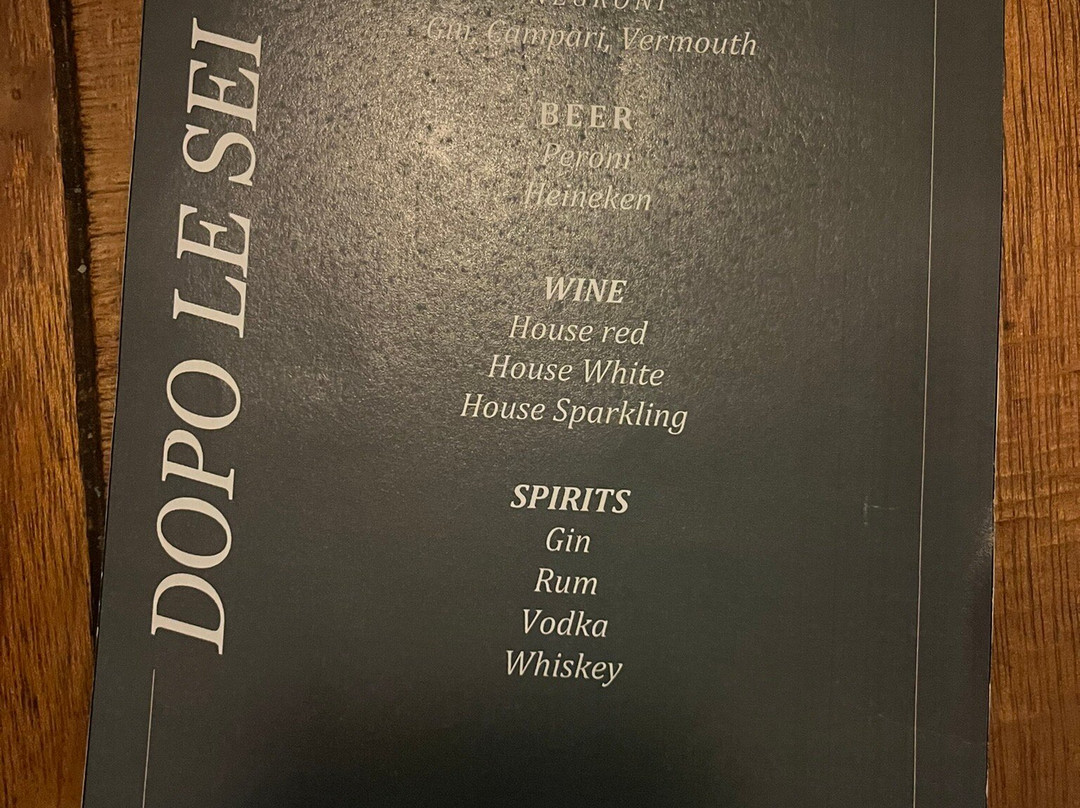 DOPO LE SEI
NEGRONI
Gin, Campari, Vermouth
BEER
Peroni
Heineken
WINE
House red
House White
House Sparkling
SPIRITS
Gin
Rum
Vodka
Whiskey